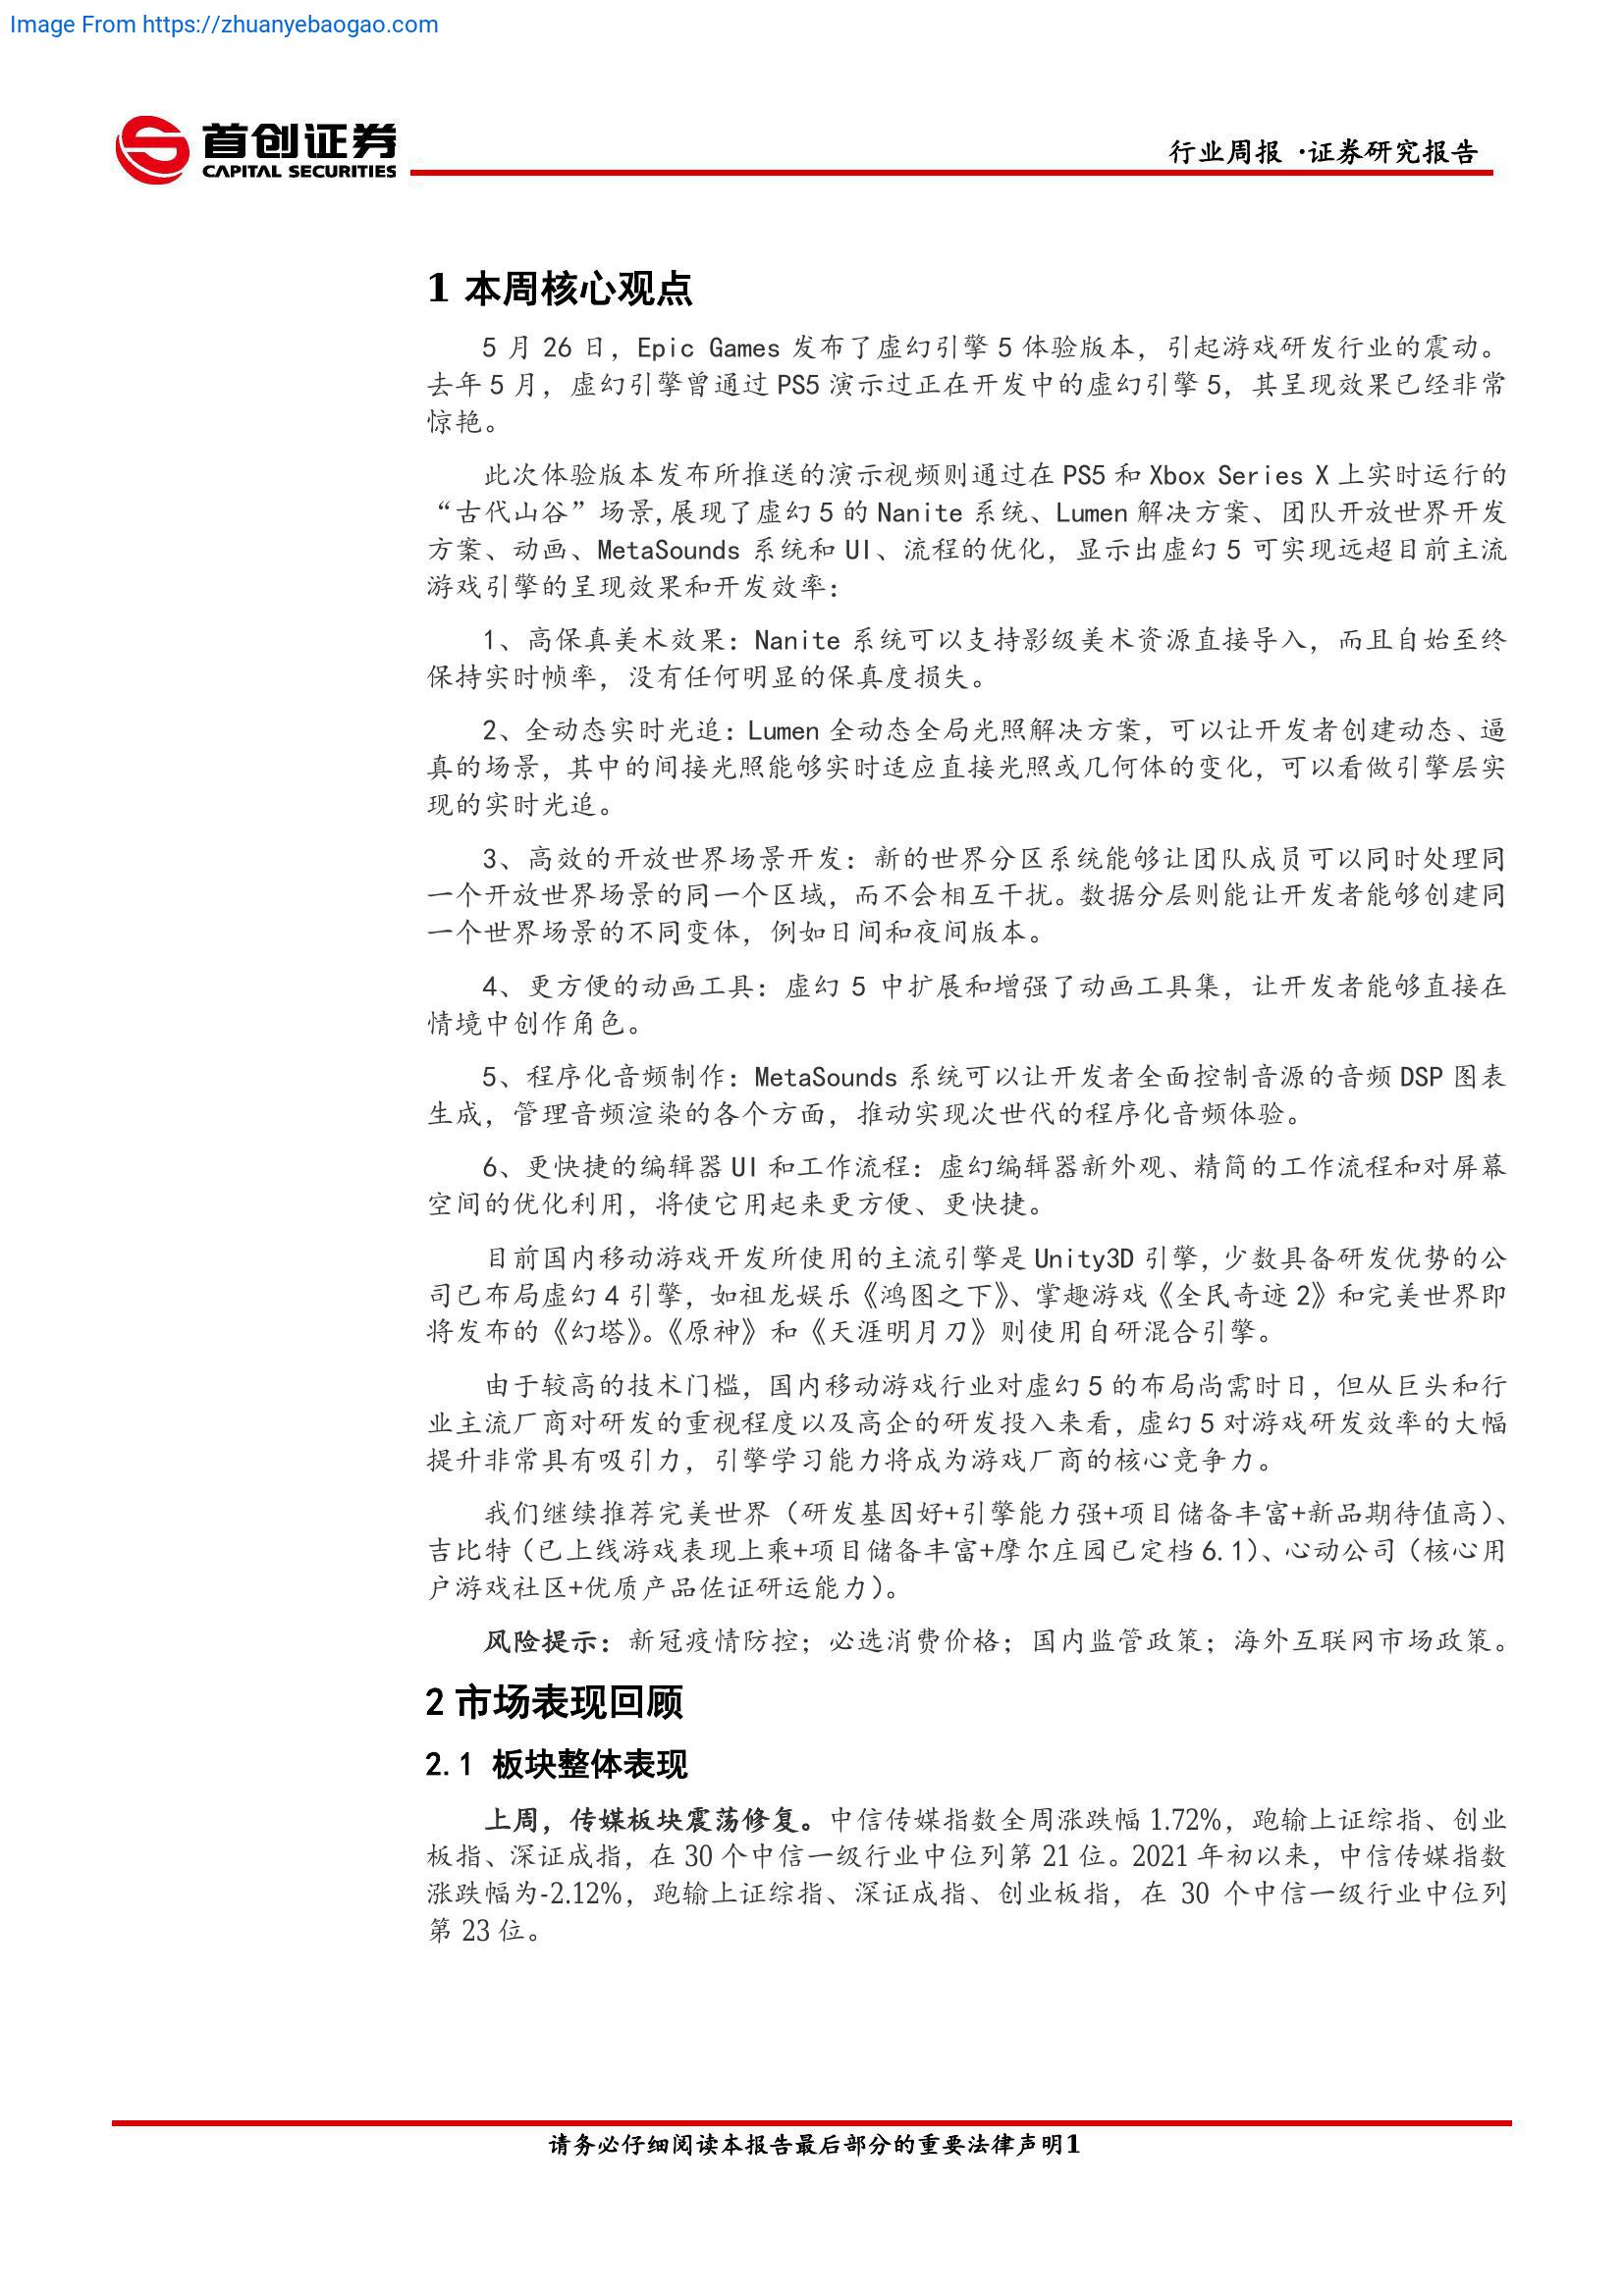 Image From https://zhuanyebaogao.com
首创证券
CAPITAL SECURITIES
行业周报 ·证券研究报告
1 本周核心观点
5 月 26 日，Epic Games 发布了虚幻引擎 5 体验版本，引起游戏研发行业的震动。
去年 5 月，虚幻引擎曾通过 PS5 演示过正在开发中的虚幻引擎 5，其呈现效果已经非常
惊艳。
此次体验版本发布所推送的演示视频则通过在 PS5 和 Xbox Series X 上实时运行的
“古代山谷”场景,展现了虚幻 5 的 Nanite 系统、Lumen 解决方案、团队开放世界开发
方案、动画、MetaSounds 系统和 UI、流程的优化，显示出虚幻 5 可实现远超目前主流
游戏引擎的呈现效果和开发效率：
1、高保真美术效果：Nanite 系统可以支持影级美术资源直接导入，而且自始至终
保持实时帧率，没有任何明显的保真度损失。
2、全动态实时光追：Lumen 全动态全局光照解决方案，可以让开发者创建动态、逼
真的场景，其中的间接光照能够实时适应直接光照或几何体的变化，可以看做引擎层实
现的实时光追。
3、高效的开放世界场景开发：新的世界分区系统能够让团队成员可以同时处理同
一个开放世界场景的同一个区域，而不会相互干扰。数据分层则能让开发者能够创建同
一个世界场景的不同变体，例如日间和夜间版本。
4、更方便的动画工具：虚幻 5 中扩展和增强了动画工具集，让开发者能够直接在
情境中创作角色。
5、程序化音频制作：MetaSounds 系统可以让开发者全面控制音源的音频 DSP 图表
生成，管理音频渲染的各个方面，推动实现次世代的程序化音频体验。
6、更快捷的编辑器 UI 和工作流程：虚幻编辑器新外观、精简的工作流程和对屏幕
空间的优化利用，将使它用起来更方便、更快捷。
目前国内移动游戏开发所使用的主流引擎是 Unity3D 引擎，少数具备研发优势的公
司已布局虚幻 4 引擎，如祖龙娱乐《鸿图之下》、掌趣游戏《全民奇迹 2》和完美世界即
将发布的《幻塔》。《原神》和《天涯明月刀》则使用自研混合引擎。
由于较高的技术门槛，国内移动游戏行业对虚幻 5 的布局尚需时日，但从巨头和行
业主流厂商对研发的重视程度以及高企的研发投入来看，虚幻 5 对游戏研发效率的大幅
提升非常具有吸引力，引擎学习能力将成为游戏厂商的核心竞争力。
我们继续推荐完美世界（研发基因好+引擎能力强+项目储备丰富+新品期待值高）、
吉比特（已上线游戏表现上乘+项目储备丰富+摩尔庄园已定档 6.1）、心动公司（核心用
户游戏社区+优质产品佐证研运能力）。
风险提示：新冠疫情防控；必选消费价格；国内监管政策；海外互联网市场政策。
2 市场表现回顾
2.1 板块整体表现
上周，传媒板块震荡修复。中信传媒指数全周涨跌幅 1.72%，跑输上证综指、创业
板指、深证成指，在 30 个中信一级行业中位列第 21 位。2021 年初以来，中信传媒指数
涨跌幅为-2.12%，跑输上证综指、深证成指、创业板指，在 30 个中信一级行业中位列
第 23 位。
请务必仔细阅读本报告最后部分的重要法律声明1